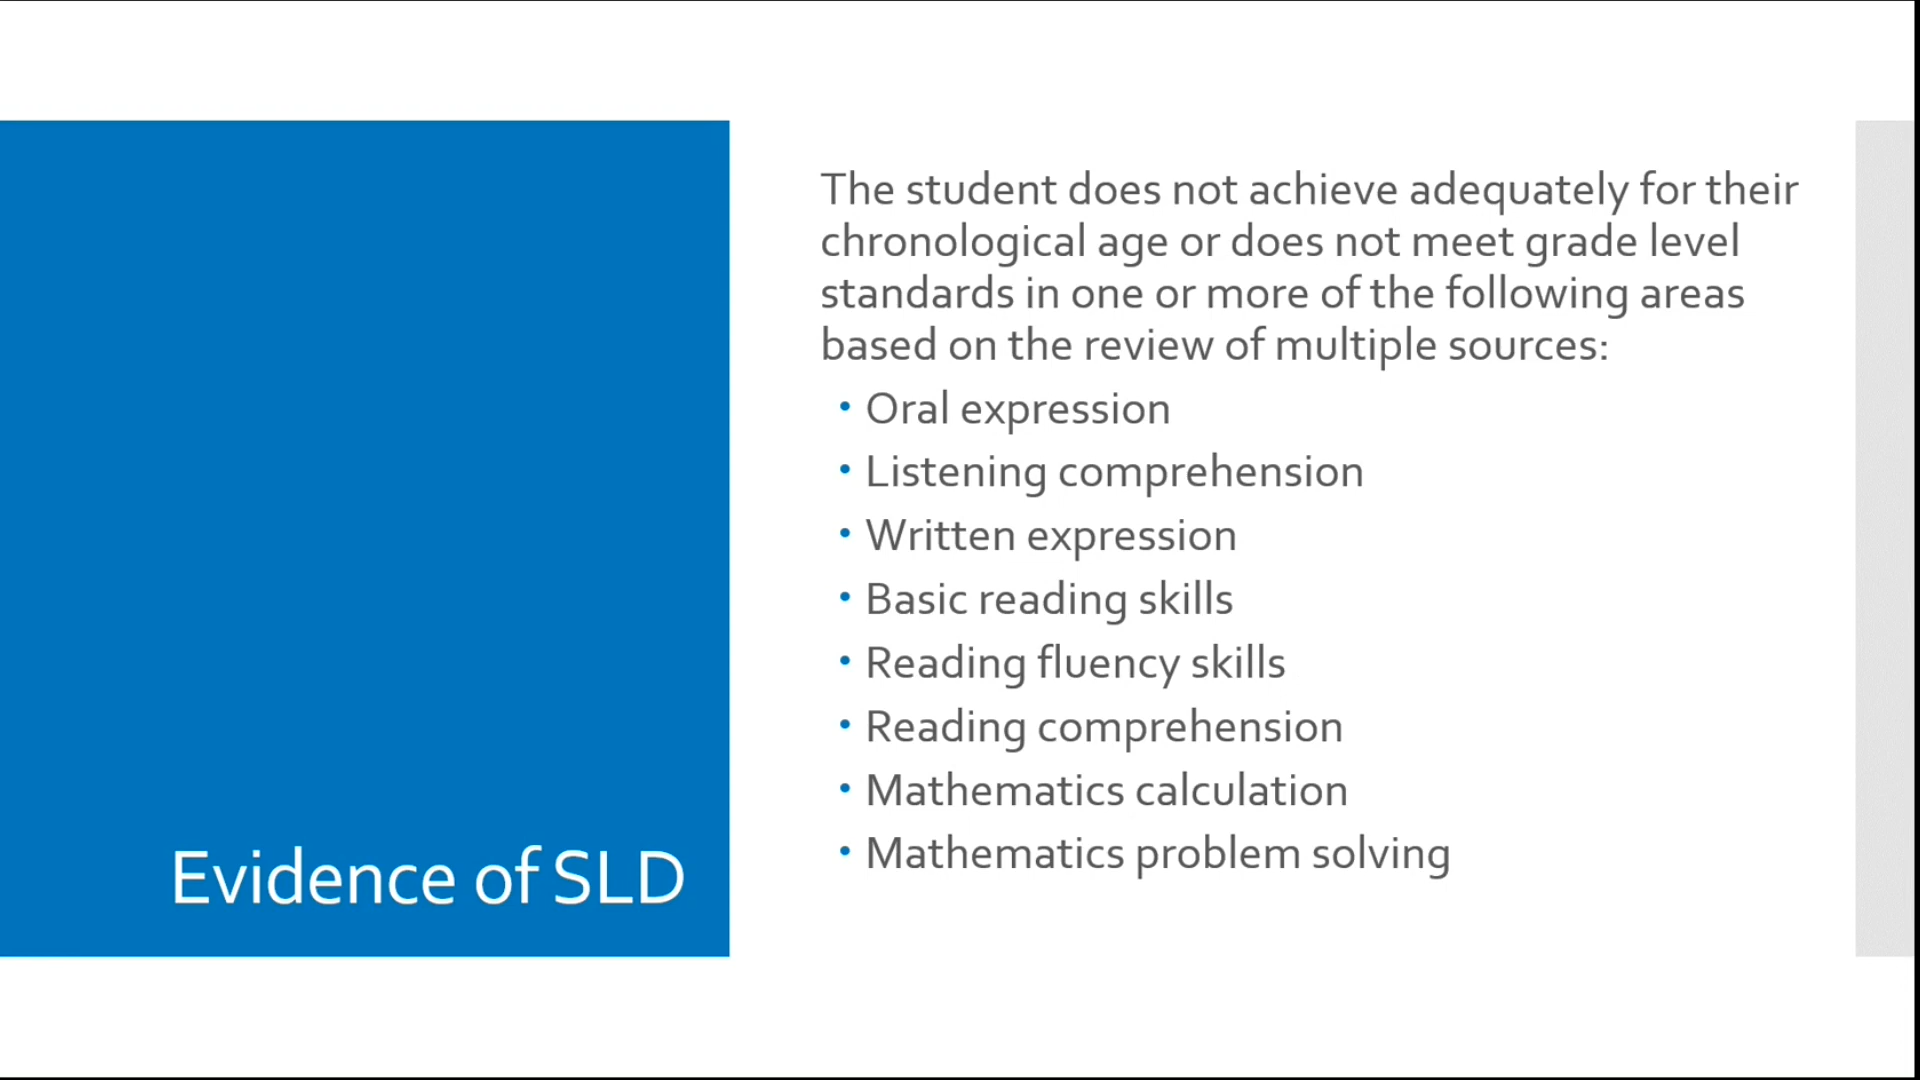 Evidence of SLD
The student does not achieve adequately for their
chronological age or does not meet grade level
standards in one or more of the following areas
based on the review of multiple sources:
• Oral expression
• Listening comprehension
• Written expression
• Basic reading skills
• Reading fluency skills
• Reading comprehension
• Mathematics calculation
• Mathematics problem solving